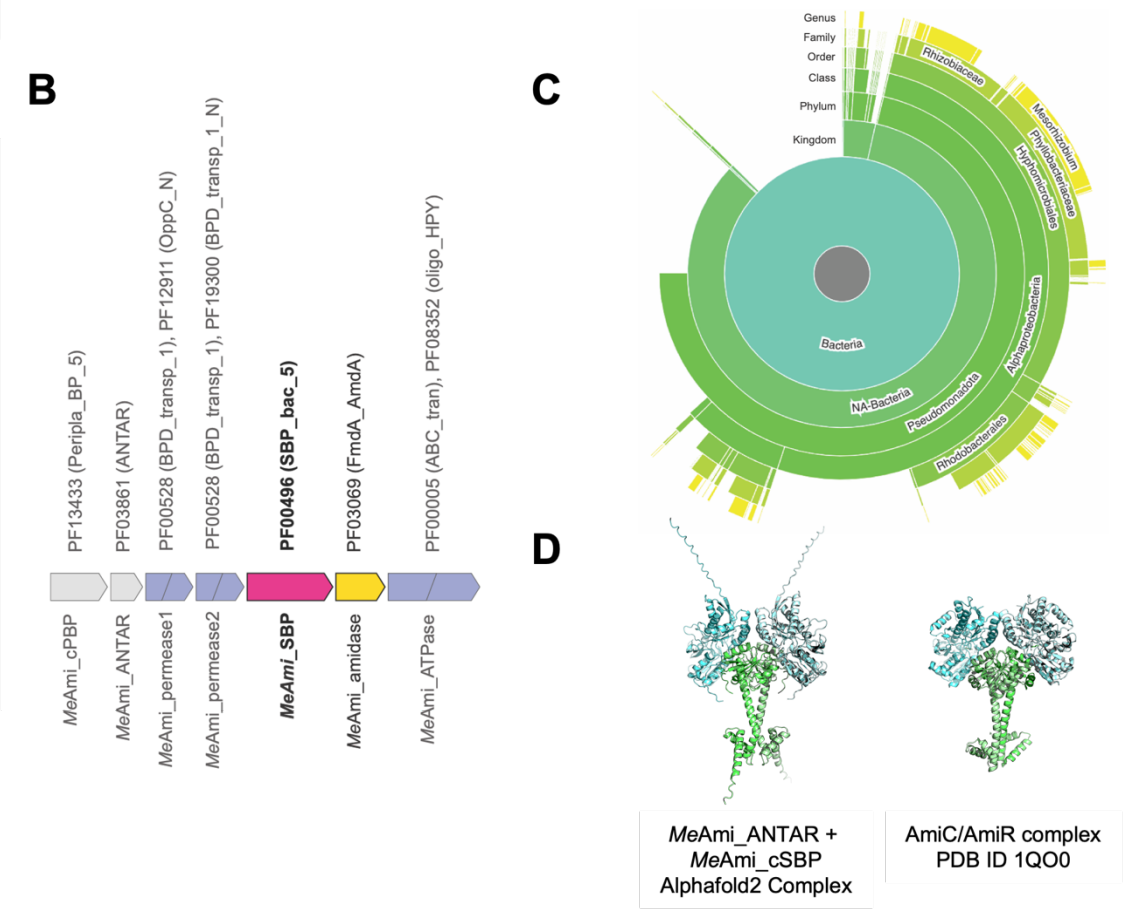 B
PF13433 (Peripla_BP_5)
PF03861 (ANTAR)
PF00528 (BPD_transp_1), PF12911 (OppC_N)
PF00528 (BPD_transp_1), PF19300 (BPD_transp_1_N)
PF00496 (SBP_bac_5)
PF03069 (FmdA_AmdA)
PF00005 (ABC_tran), PF08352 (oligo_HPY)
MeAmi_cPBP
MeAmi_ANTAR
MeAmi_permease1
MeAmi_permease2
MeAmi_SBP
MeAmi_amidase
MeAmi_ATPase
C
Genus
Family
Order
Class
Phylum
Kingdom
Rhizobiaceae
Mesorhizobium
Phyllobacteriaceae
Hyphomicrobiales
Alphaproteobacteria
Rhodobacterales
Pseudomonadota
NA-Bacteria
Bacteria
D
MeAmi_ANTAR +
MeAmi_cSBP
Alphafold2 Complex
AmiC/AmiR complex
PDB ID 1QO0